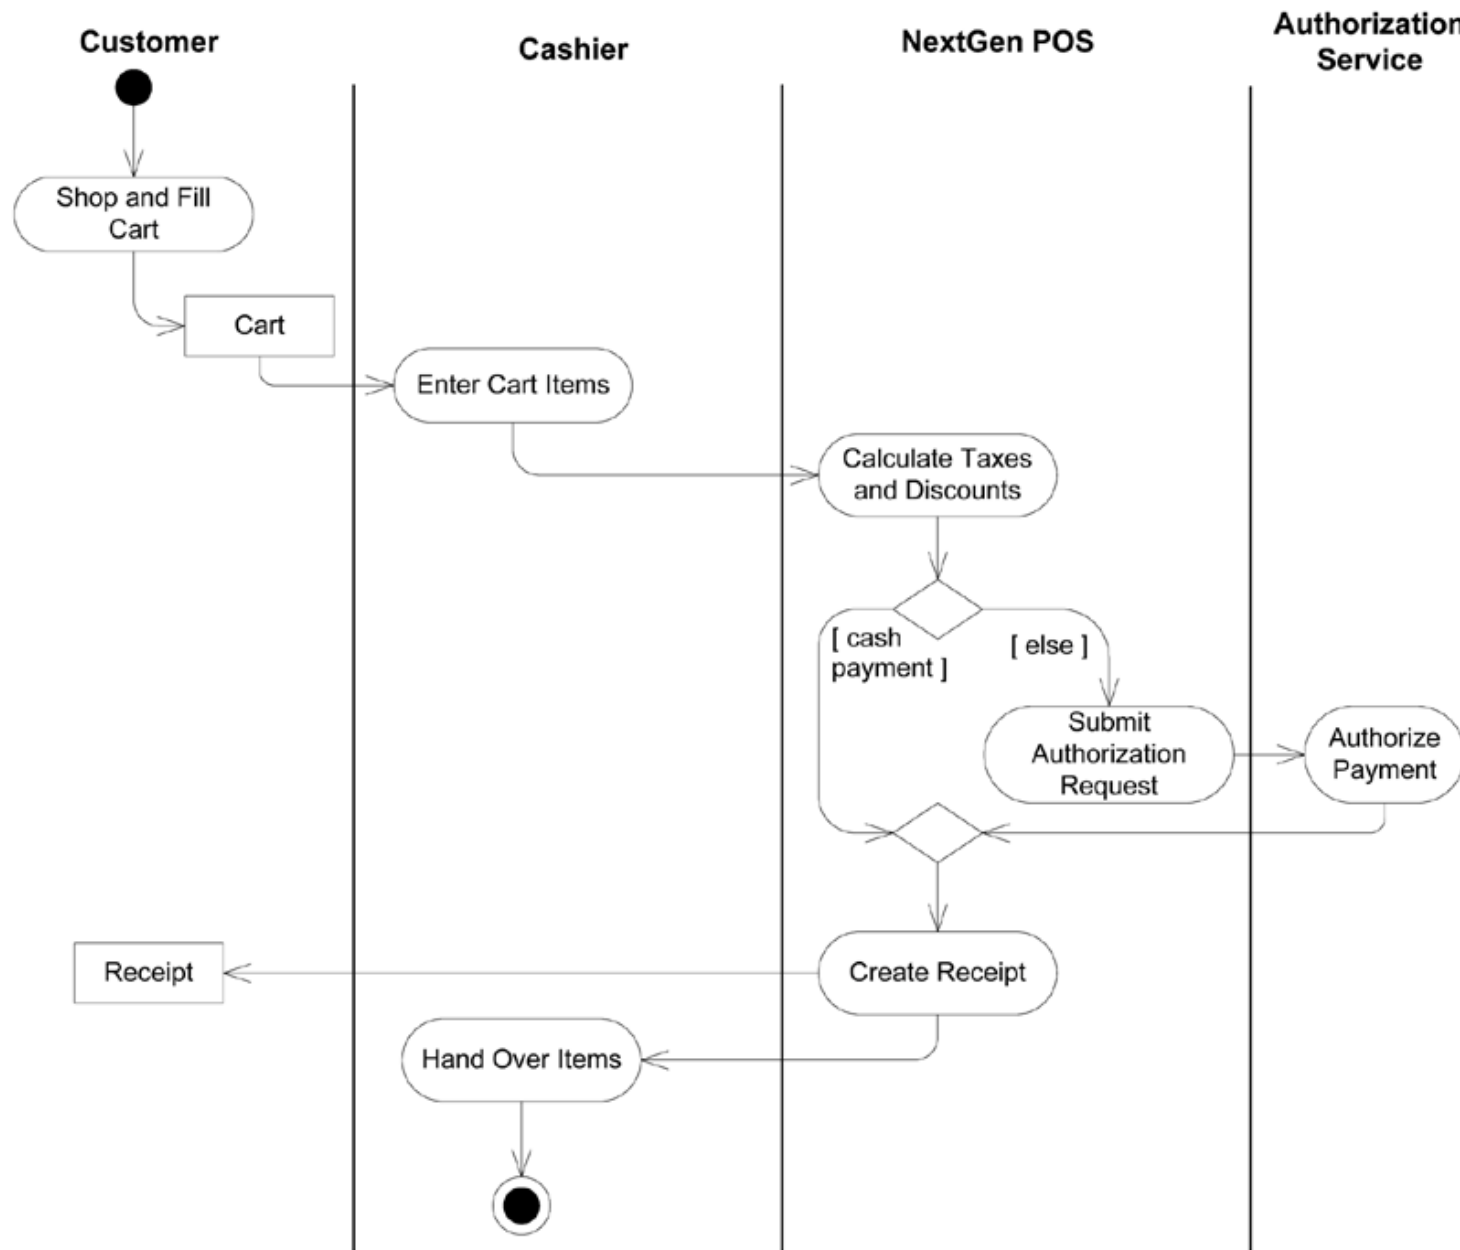 Customer
Cashier
NextGen POS
Authorization
Service
Shop and Fill
Cart
Cart
Enter Cart Items
Calculate Taxes
and Discounts
[ cash
payment ]
[ else ]
Submit
Authorization
Request
Authorize
Payment
Receipt
Create Receipt
Hand Over Items